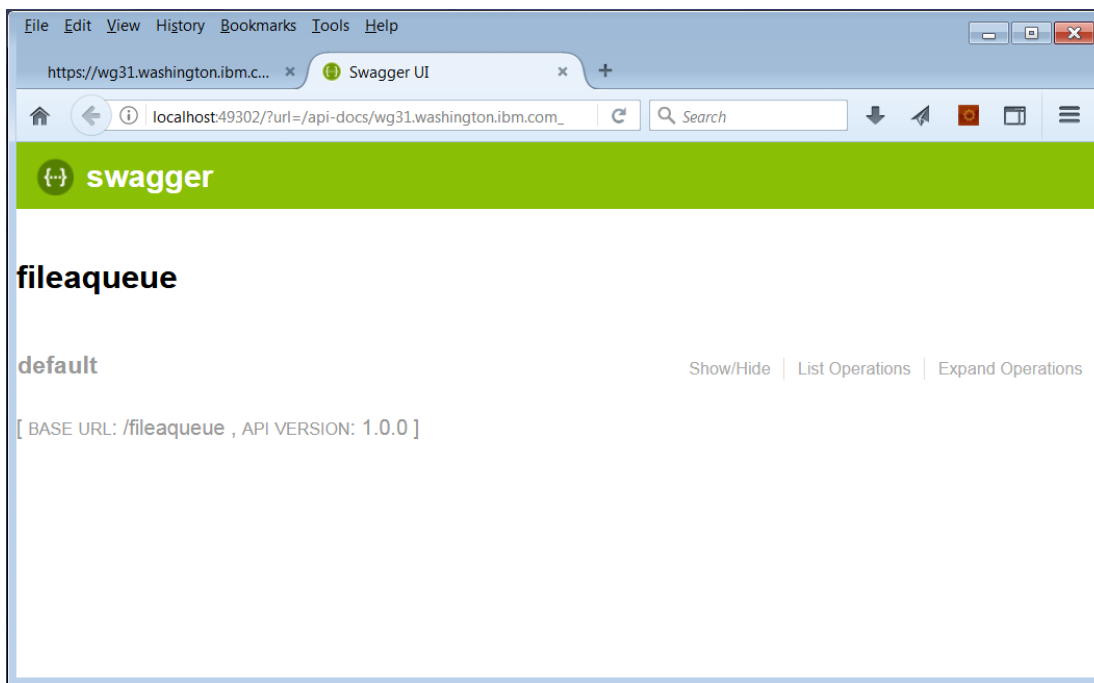 File Edit View History Bookmarks Tools Help
https://wg31.washington.ibm.c... × Swagger UI × +
localhost:49302/?url=/api-docs/wg31.washington.ibm.com_ Search
{···} swagger
fileaqueue
default Show/Hide List Operations Expand Operations
[ BASE URL: /fileaqueue , API VERSION: 1.0.0 ]